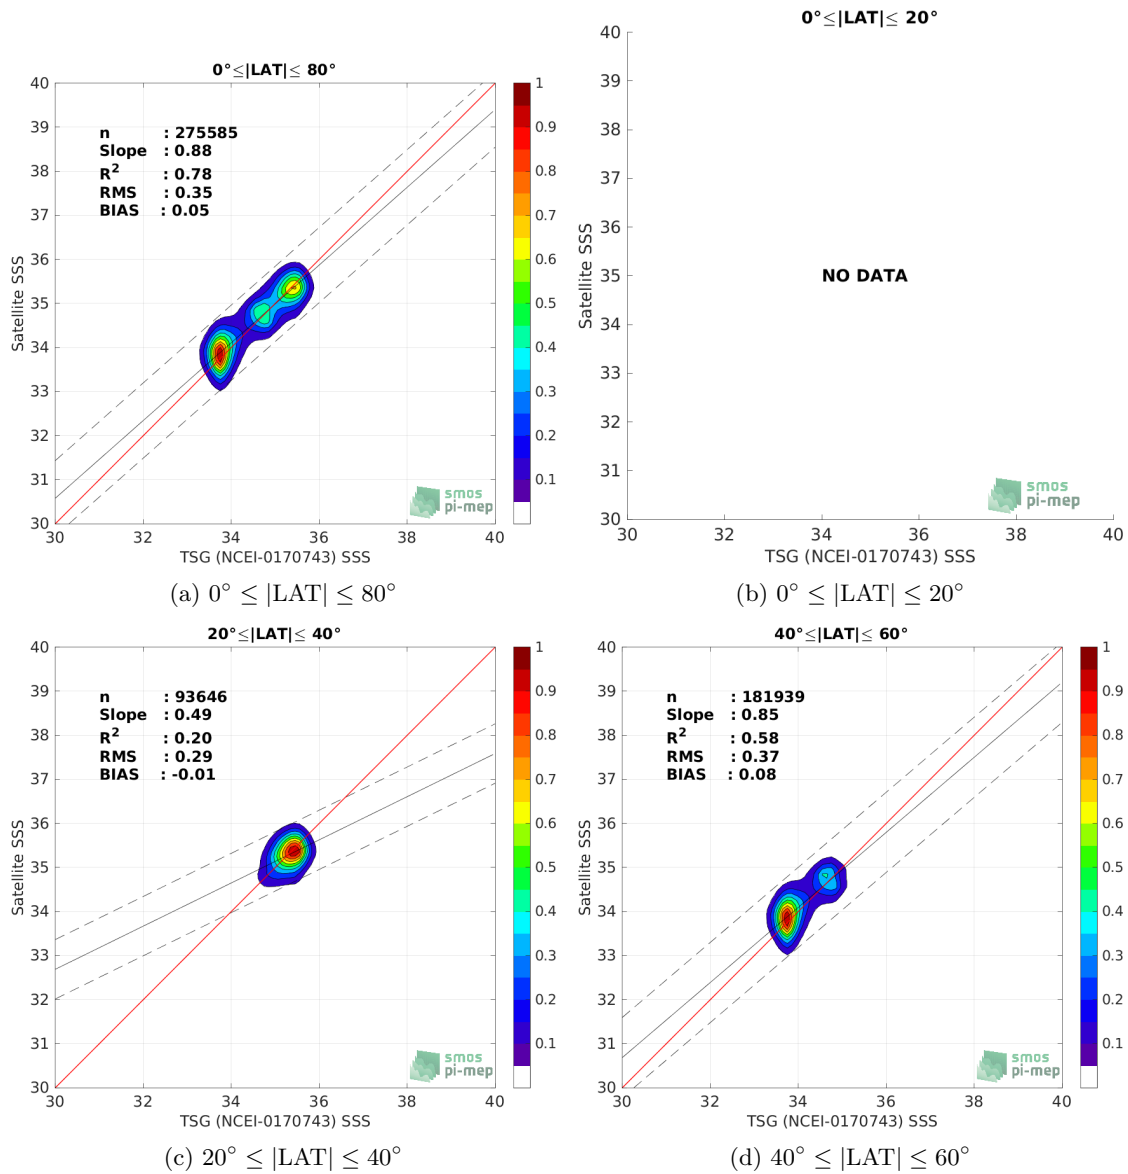 0°≤|LAT|≤ 80°
40
39
38
37
36
35
34
33
32
31
30
Satellite SSS
n : 275585
Slope : 0.88
R² : 0.78
RMS : 0.35
BIAS : 0.05
smos
pi-mep
30 32 34 36 38 40
TSG (NCEI-0170743) SSS
1
0.9
0.8
0.7
0.6
0.5
0.4
0.3
0.2
0.1
(a) 0° ≤ |LAT| ≤ 80°
0°≤|LAT|≤ 20°
40
39
38
37
36
35
34
33
32
31
30
Satellite SSS
NO DATA
smos
pi-mep
30 32 34 36 38 40
TSG (NCEI-0170743) SSS
(b) 0° ≤ |LAT| ≤ 20°
20°≤|LAT|≤ 40°
40
39
38
37
36
35
34
33
32
31
30
Satellite SSS
n : 93646
Slope : 0.49
R² : 0.20
RMS : 0.29
BIAS : -0.01
smos
pi-mep
30 32 34 36 38 40
TSG (NCEI-0170743) SSS
1
0.9
0.8
0.7
0.6
0.5
0.4
0.3
0.2
0.1
(c) 20° ≤ |LAT| ≤ 40°
40°≤|LAT|≤ 60°
40
39
38
37
36
35
34
33
32
31
30
Satellite SSS
n : 181939
Slope : 0.85
R² : 0.58
RMS : 0.37
BIAS : 0.08
smos
pi-mep
30 32 34 36 38 40
TSG (NCEI-0170743) SSS
1
0.9
0.8
0.7
0.6
0.5
0.4
0.3
0.2
0.1
(d) 40° ≤ |LAT| ≤ 60°